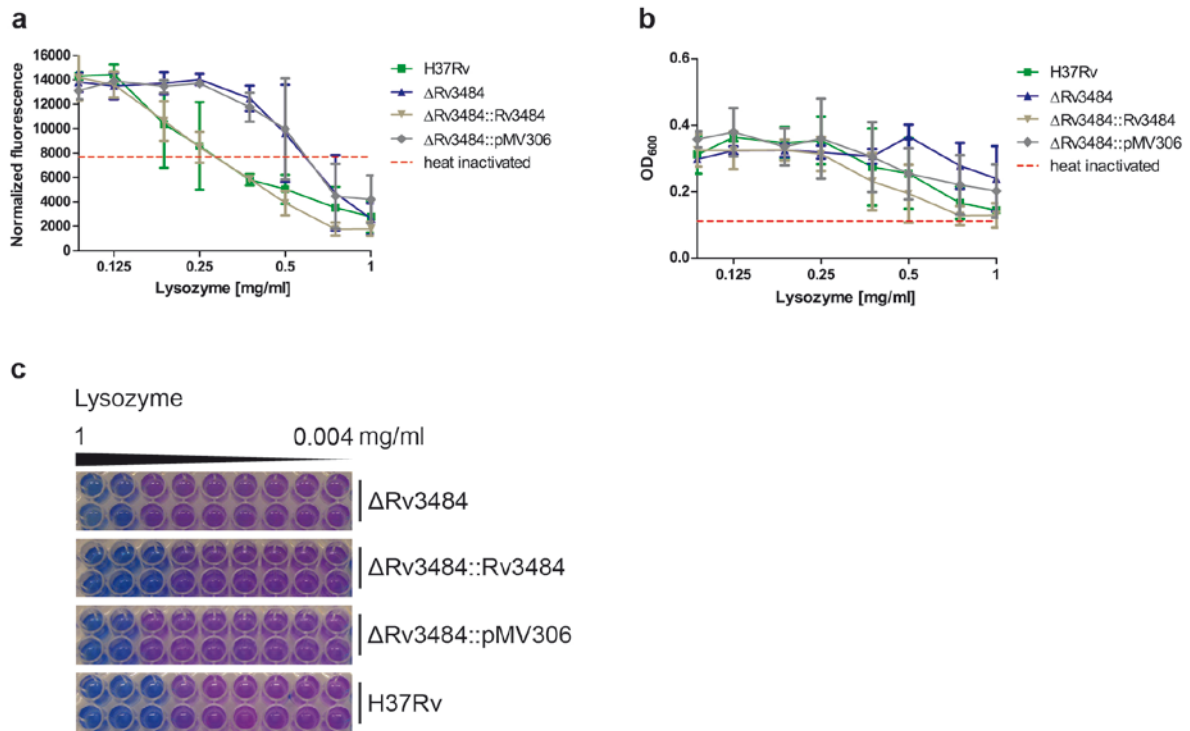 a
16000
14000
12000
10000
8000
6000
4000
2000
0
Normalized fluorescence
0.125
0.25
0.5
1
Lysozyme [mg/ml]
H37Rv
ΔRv3484
ΔRv3484::Rv3484
ΔRv3484::pMV306
heat inactivated
b
0.6
0.4
0.2
0.0
OD600
0.125
0.25
0.5
1
Lysozyme [mg/ml]
H37Rv
ΔRv3484
ΔRv3484::Rv3484
ΔRv3484::pMV306
heat inactivated
c
Lysozyme
1 0.004 mg/ml
ΔRv3484
ΔRv3484::Rv3484
ΔRv3484::pMV306
H37Rv